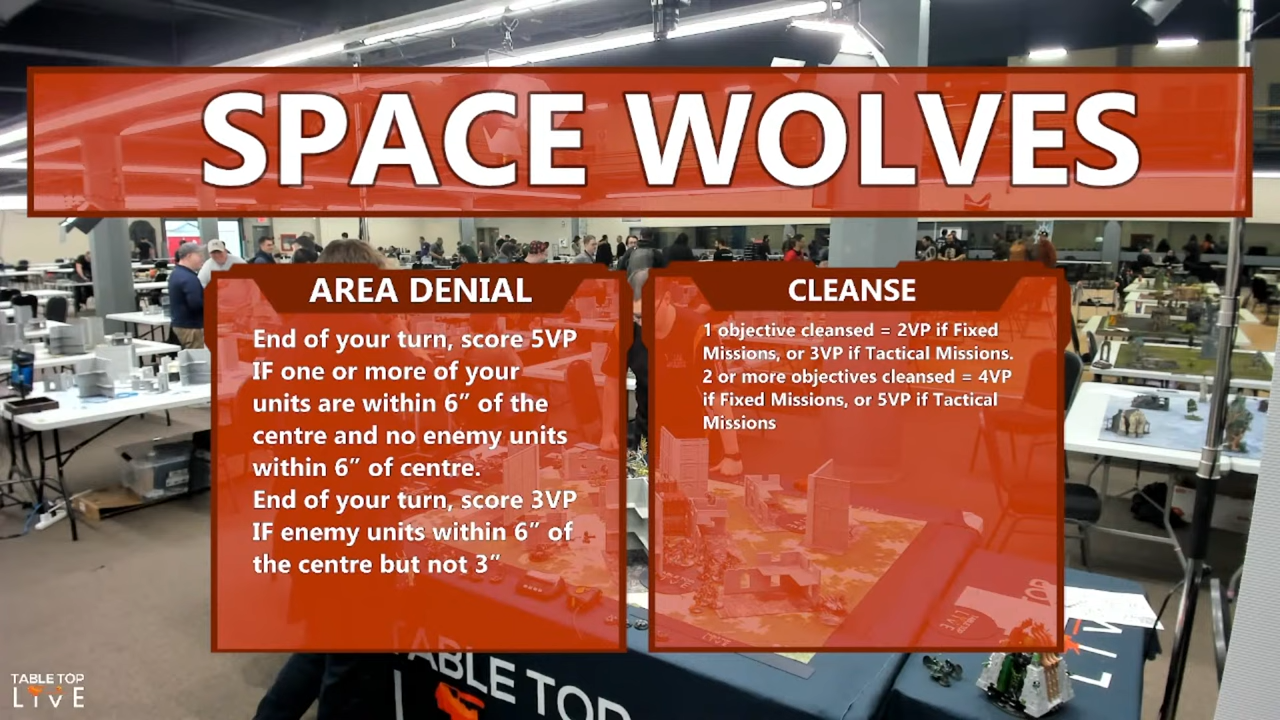 SPACE WOLVES
AREA DENIAL
End of your turn, score 5VP
IF one or more of your
units are within 6” of the
centre and no enemy units
within 6” of centre.
End of your turn, score 3VP
IF enemy units within 6” of
the centre but not 3”
CLEANSE
1 objective cleansed = 2VP if Fixed
Missions, or 3VP if Tactical Missions.
2 or more objectives cleansed = 4VP
if Fixed Missions, or 5VP if Tactical
Missions
ABLE TOP
TABLE TOP
LiVE